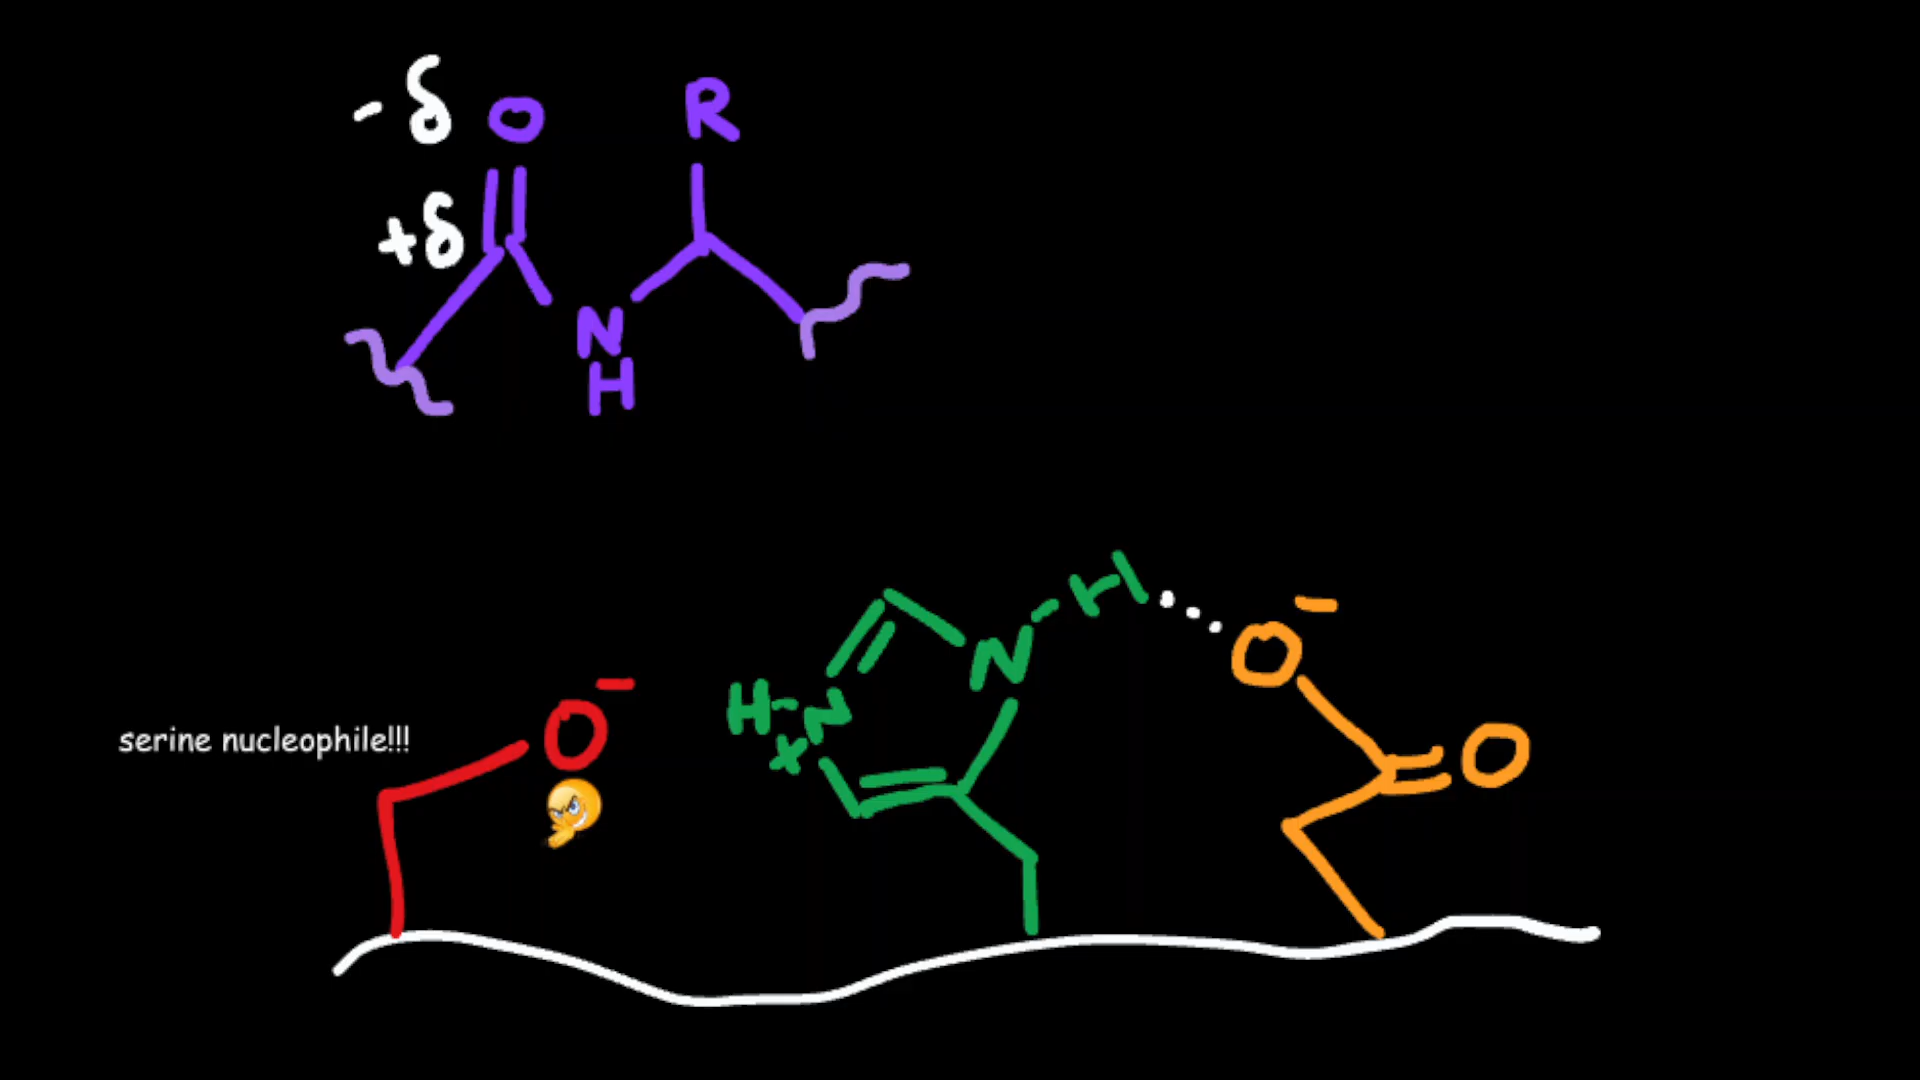 - δ O R
+δ
N
H
H
O -
N
H - N
+
serine nucleophile!!!
O -
O